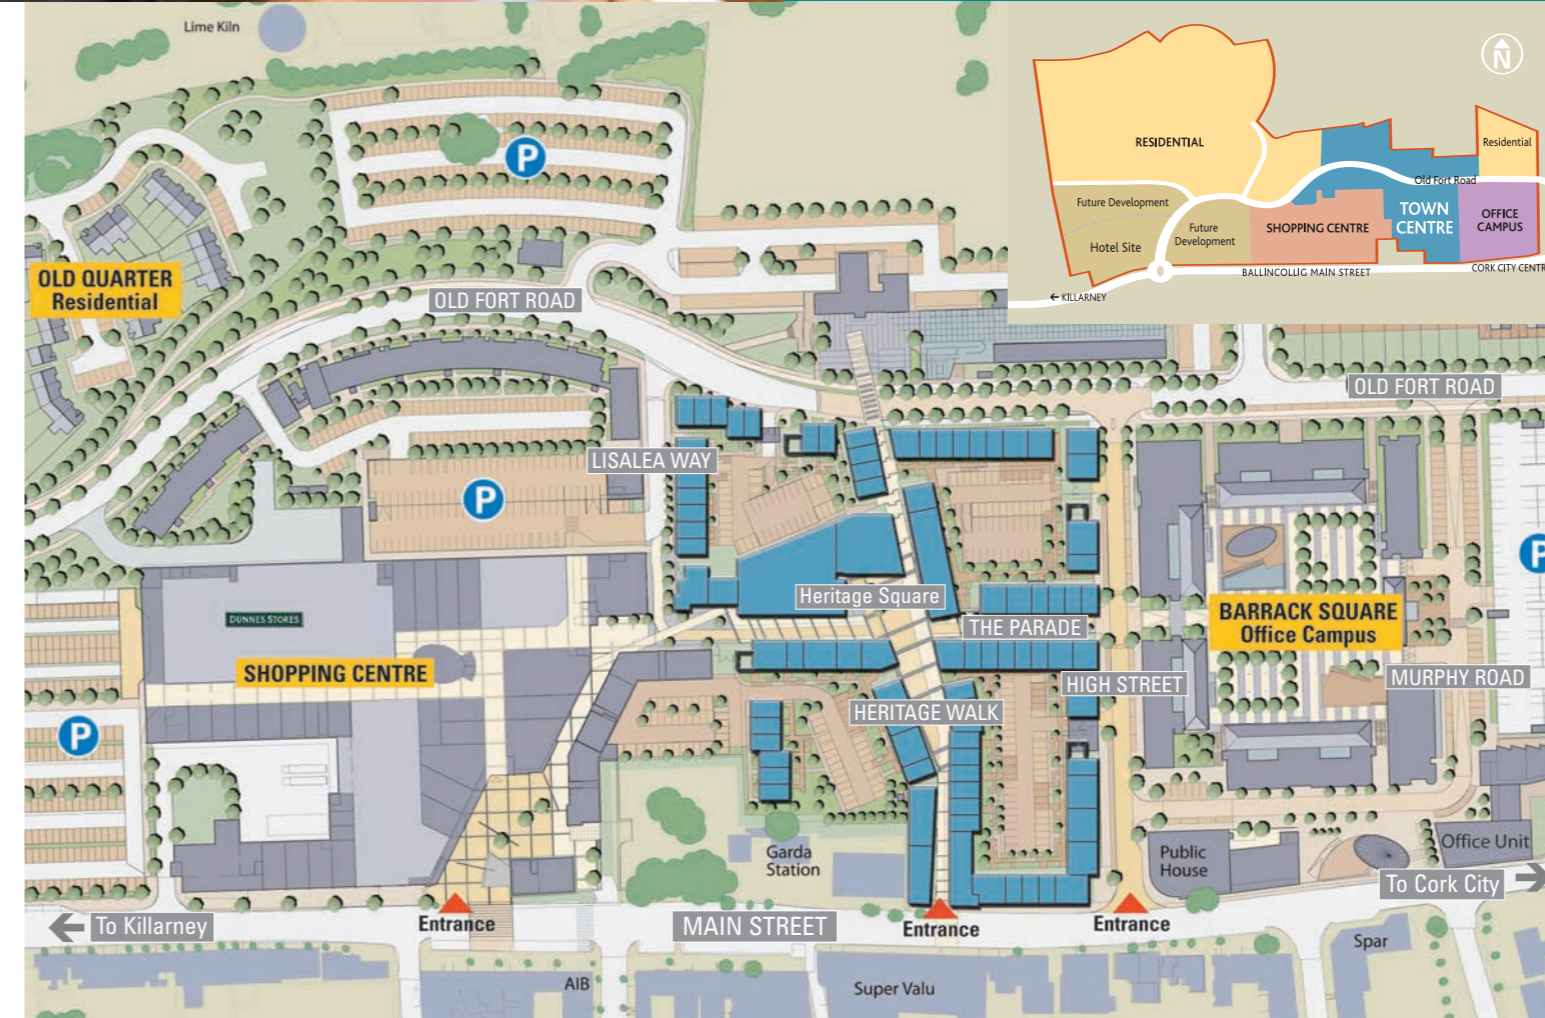 Lime Kiln
P
OLD QUARTER
Residential
OLD FORT ROAD
N
RESIDENTIAL
Residential
Old Fort Road
Future Development
Future
Development
Hotel Site
SHOPPING CENTRE
TOWN
CENTRE
OFFICE
CAMPUS
BALLINCOLLIG MAIN STREET
CORK CITY CENTR
← KILLARNEY
OLD FORT ROAD
LISALEA WAY
P
P
Heritage Square
DUNNES STORES
THE PARADE
BARRACK SQUARE
Office Campus
SHOPPING CENTRE
HIGH STREET
MURPHY ROAD
HERITAGE WALK
P
Garda
Station
Public
House
Office Unit
To Cork City
To Killarney
Entrance
MAIN STREET
Entrance
Entrance
Spar
AIB
Super Valu